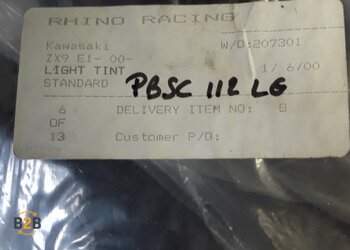 RHINO RACING
Kawasaki W/O:207301
ZX9 E1- 00-
LIGHT TINT 1/ 6/00
STANDARD PBSC 112 LG
6 DELIVERY ITEM NO: 8
OF
13 Customer P/O:
B2B